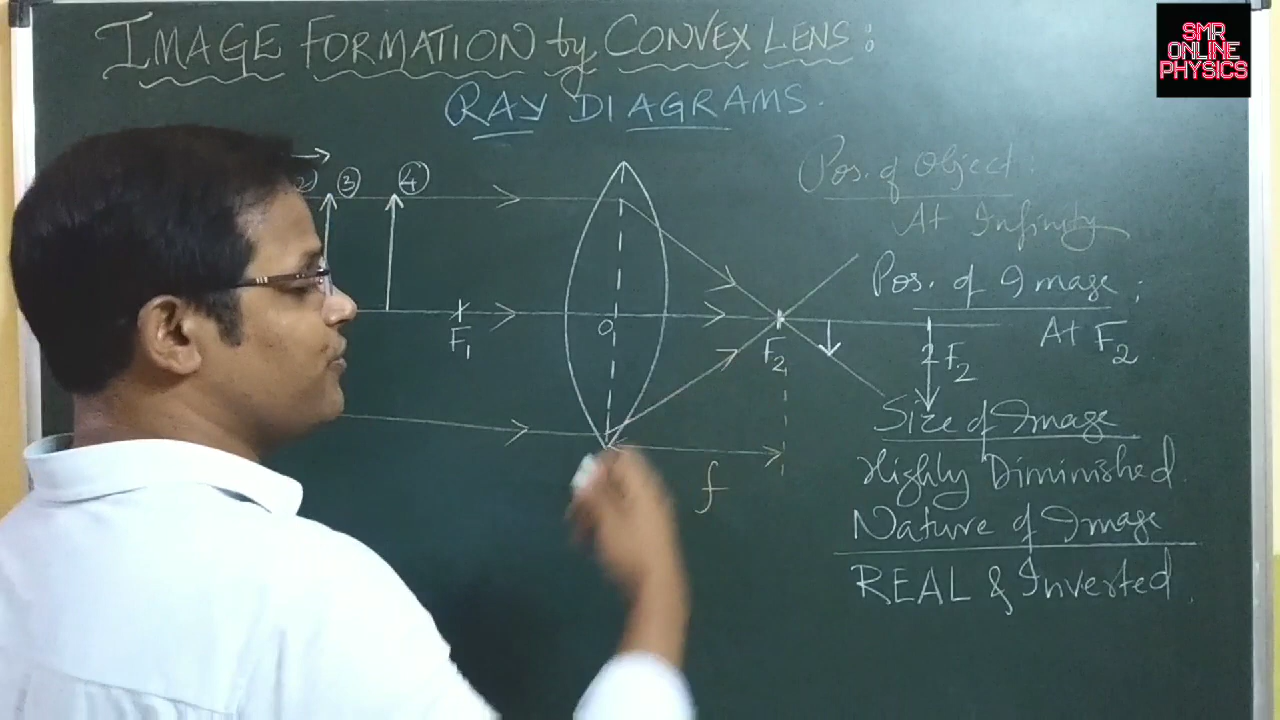 IMAGE FORMATION by CONVEX LENS:
RAY DIAGRAMS.
SMR
ONLINE
PHYSICS
2 3 4
Pos. of Object:
At Infinity
Pos. of Image:
At F2
F1
O
F2
2F2
Size of Image
Highly Diminished.
f
Nature of Image
REAL & Inverted.